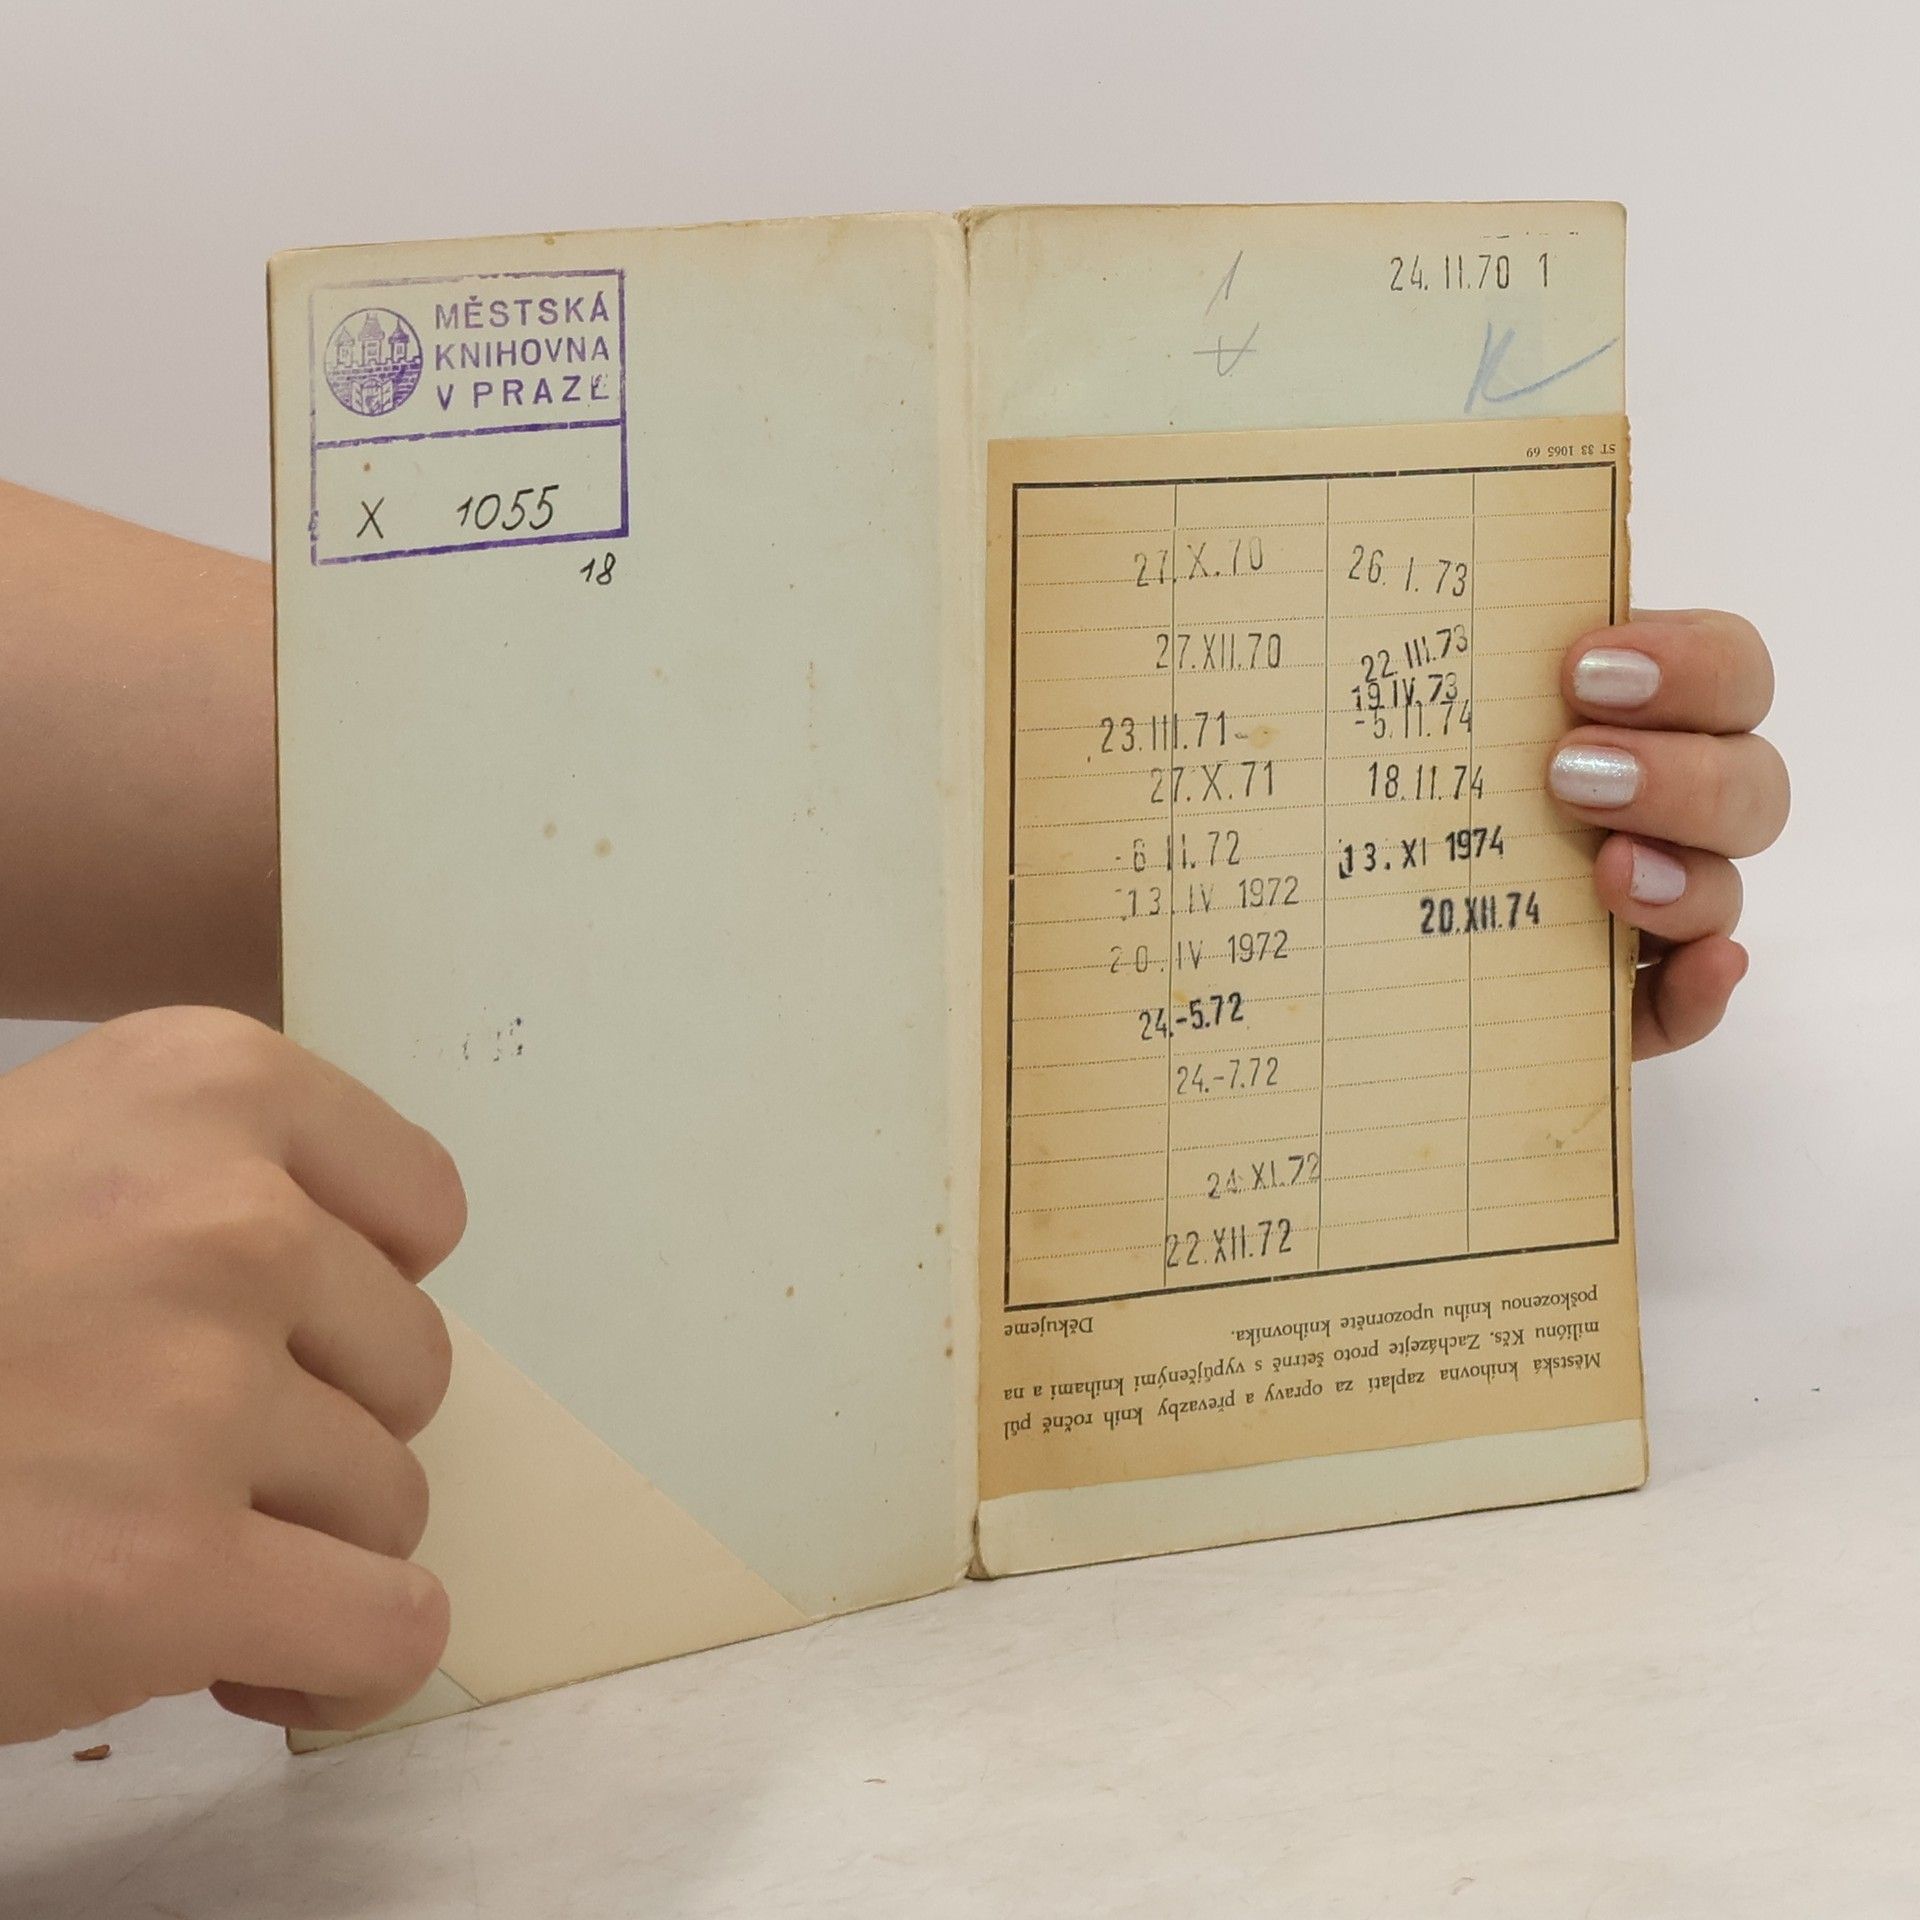 MĚSTSKÁ
KNIHOVNA
V PRAZE
X 1055
18
1
24. II. 70 1
K
ST 33 1065 69
27. X. 70
27. XII. 70
23. III. 71
27. X. 71
-8 II. 72
13. IV 1972
20. IV 1972
24.-5.72
24.-7.72
24. XI. 72
22. XII. 72
26. I. 73
22. III. 73
19. IV. 73
-5. II. 74
18. II. 74
13. XI 1974
20. XII. 74
Městská knihovna zaplatí za opravy a převazby knih ročně půl
miliónu Kčs. Zacházejte proto šetrně s vypůjčenými knihami a na
poškozenou knihu upozorněte knihovníka.
Děkujeme